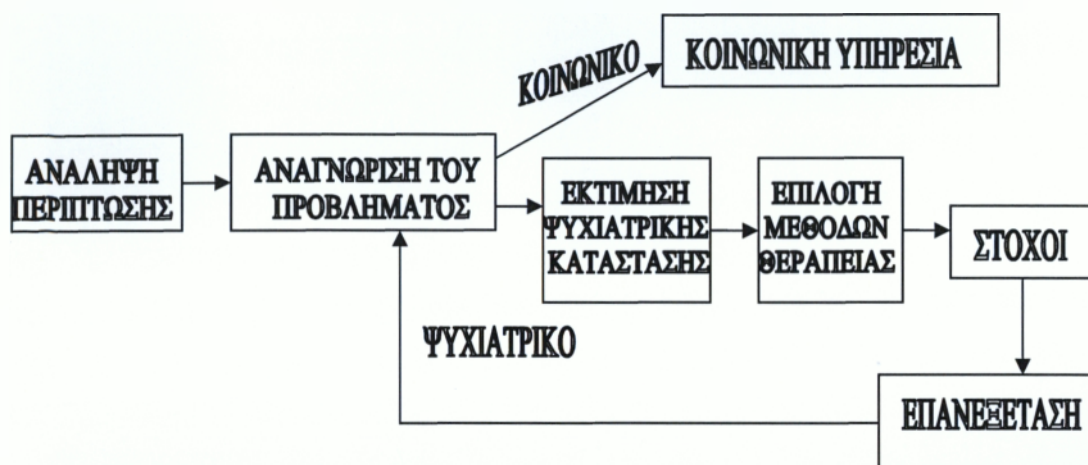 ΚΟΙΝΩΝΙΚΟ
ΚΟΙΝΩΝΙΚΗ ΥΠΗΡΕΣΙΑ
ΑΝΑΛΗΨΗ
ΠΕΡΙΠΤΩΣΗΣ
ΑΝΑΓΝΩΡΙΣΗ ΤΟΥ
ΠΡΟΒΛΗΜΑΤΟΣ
ΕΚΤΙΜΗΣΗ
ΨΥΧΙΑΤΡΙΚΗΣ
ΚΑΤΑΣΤΑΣΗΣ
ΕΠΙΛΟΓΗ
ΜΕΘΟΔΩΝ
ΘΕΡΑΠΕΙΑΣ
ΣΤΟΧΟΙ
ΨΥΧΙΑΤΡΙΚΟ
ΕΠΑΝΕΞΕΤΑΣΗ